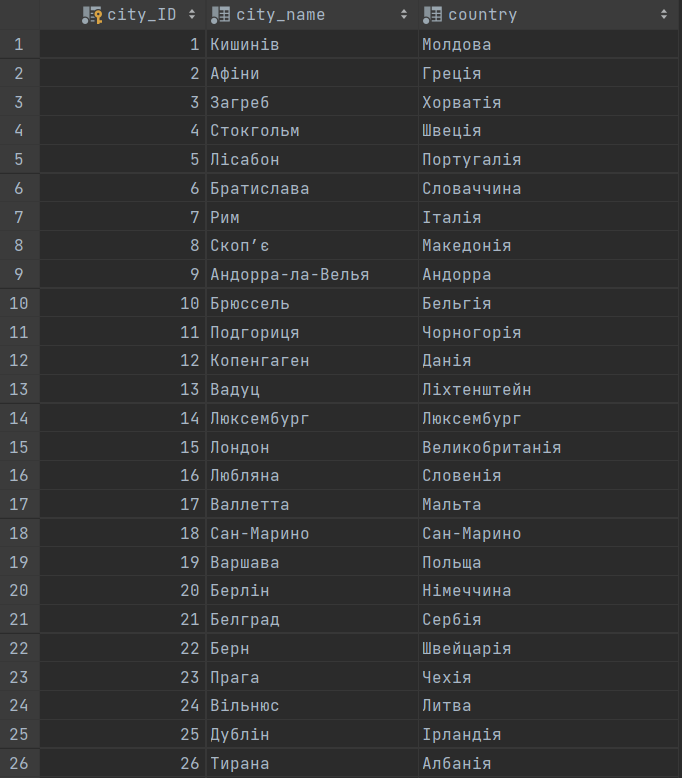 city_ID city_name country
1 1 Кишинів Молдова
2 2 Афіни Греція
3 3 Загреб Хорватія
4 4 Стокгольм Швеція
5 5 Лісабон Португалія
6 6 Братислава Словаччина
7 7 Рим Італія
8 8 Скоп’є Македонія
9 9 Андорра-ла-Велья Андорра
10 10 Брюссель Бельгія
11 11 Подгориця Чорногорія
12 12 Копенгаген Данія
13 13 Вадуц Ліхтенштейн
14 14 Люксембург Люксембург
15 15 Лондон Великобританія
16 16 Любляна Словенія
17 17 Валлетта Мальта
18 18 Сан-Марино Сан-Марино
19 19 Варшава Польща
20 20 Берлін Німеччина
21 21 Белград Сербія
22 22 Берн Швейцарія
23 23 Прага Чехія
24 24 Вільнюс Литва
25 25 Дублін Ірландія
26 26 Тирана Албанія